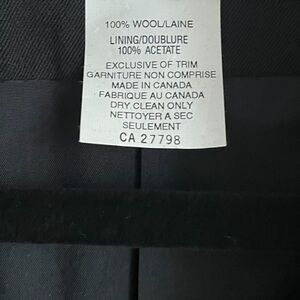 100% WOOL/LAINE
LINING/DOUBLURE
100% ACETATE
EXCLUSIVE OF TRIM
GARNITURE NON COMPRISE
MADE IN CANADA
FABRIQUE AU CANADA
DRY CLEAN ONLY
NETTOYER A SEC
SEULEMENT
CA 27798